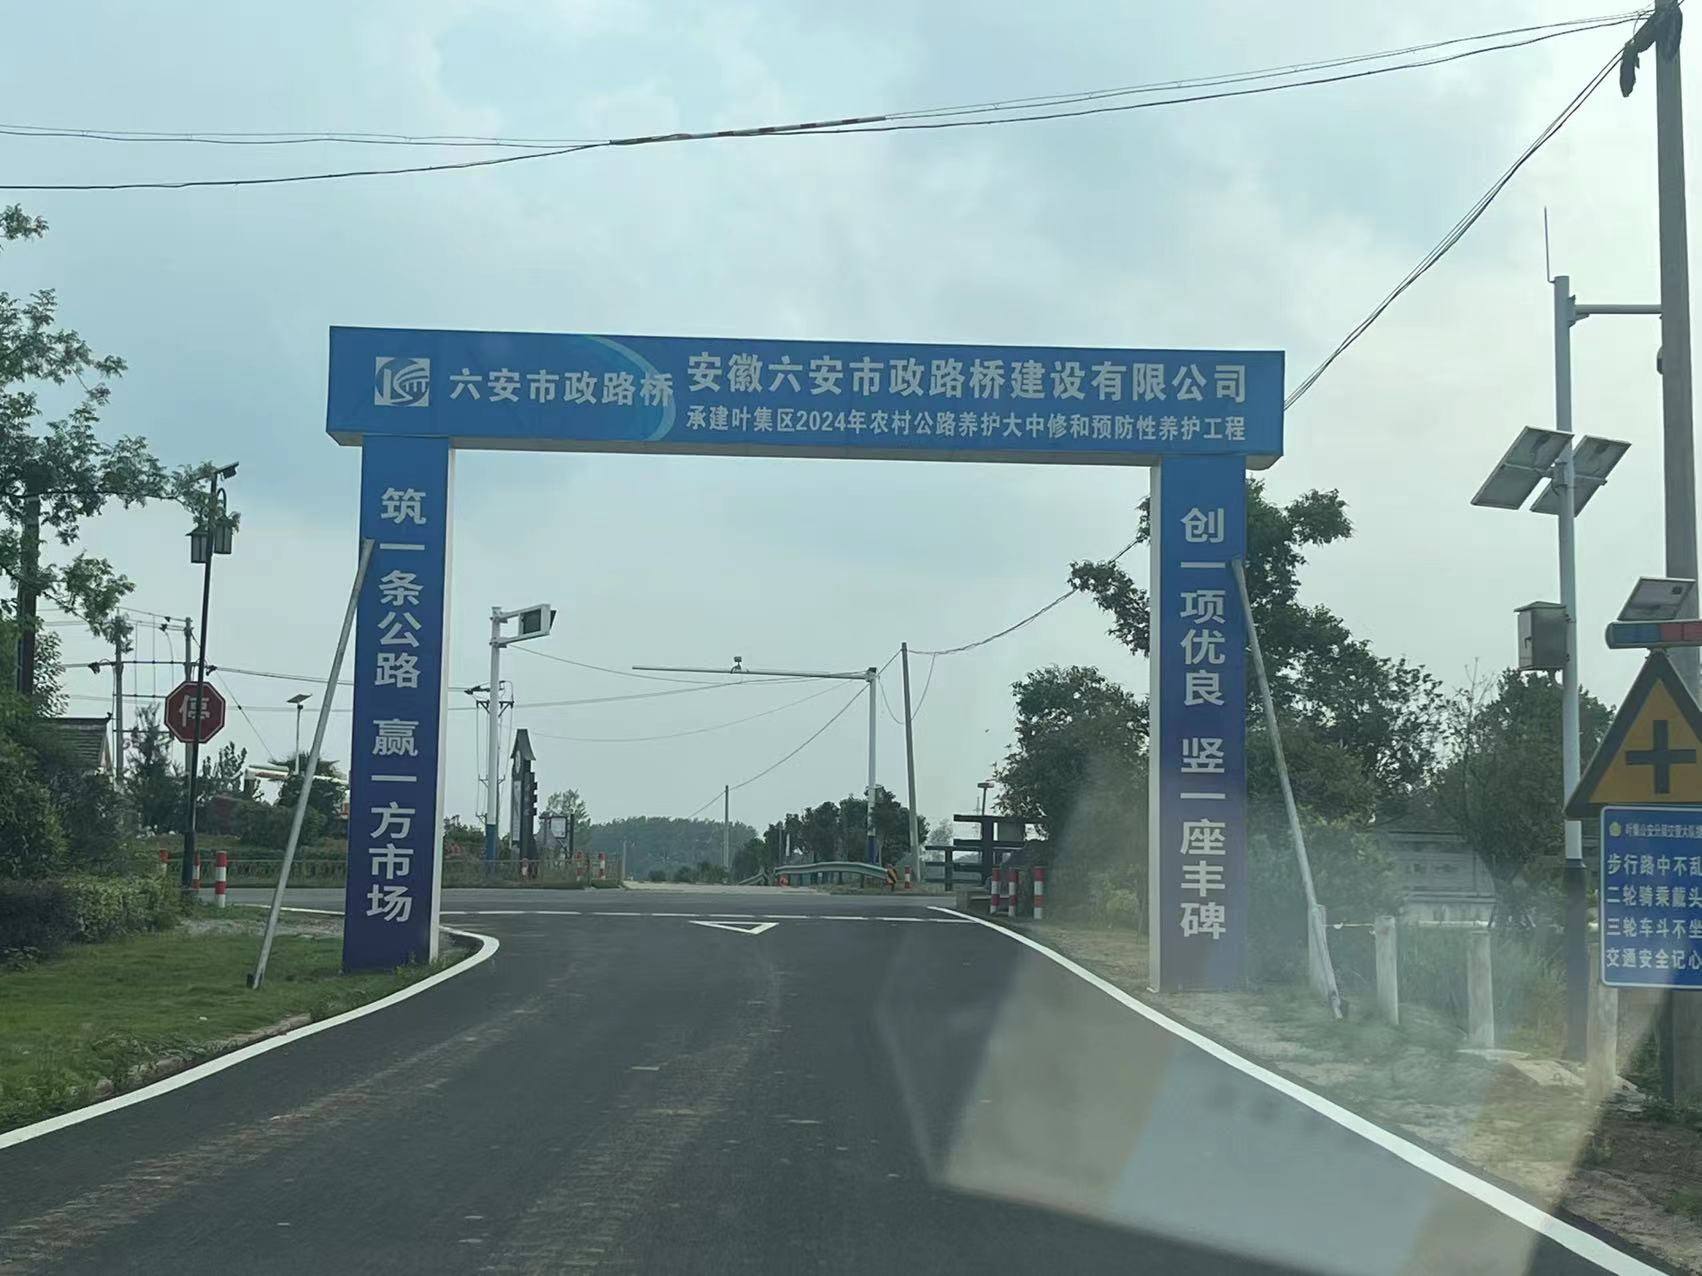 六安市政路桥
安徽六安市政路桥建设有限公司
承建叶集区2024年农村公路养护大中修和预防性养护工程
筑一条公路 赢一方市场
创一项优良 竖一座丰碑
停
步行路中不乱
二轮骑乘戴头
三轮车斗不坐
交通安全记心